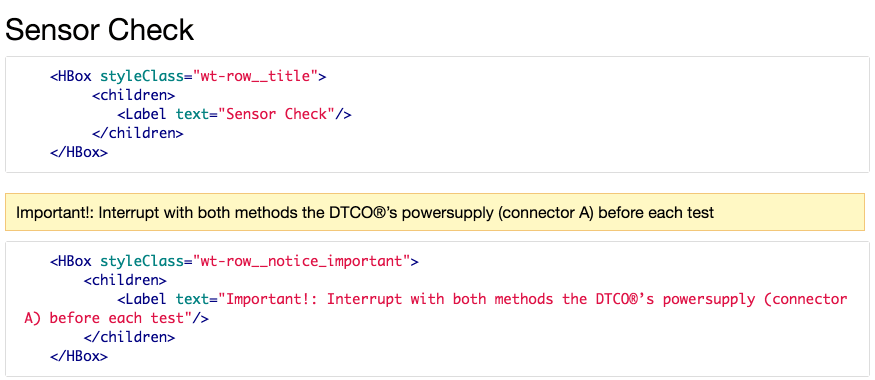 Sensor Check
<HBox styleClass="wt-row__title">
<children>
<Label text="Sensor Check"/>
</children>
</HBox>
Important!: Interrupt with both methods the DTCO®’s powersupply (connector A) before each test
<HBox styleClass="wt-row__notice_important">
<children>
<Label text="Important!: Interrupt with both methods the DTCO®’s powersupply (connector
A) before each test"/>
</children>
</HBox>